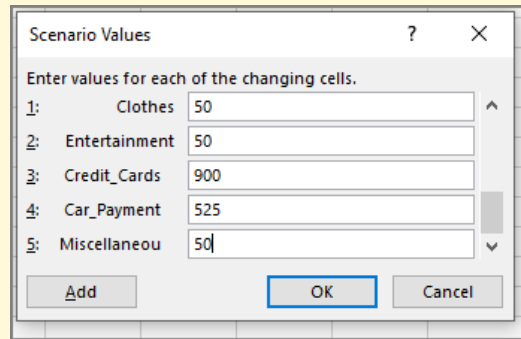 Scenario Values ? X
Enter values for each of the changing cells.
1: Clothes 50
2: Entertainment 50
3: Credit_Cards 900
4: Car_Payment 525
5: Miscellaneou 50
Add OK Cancel